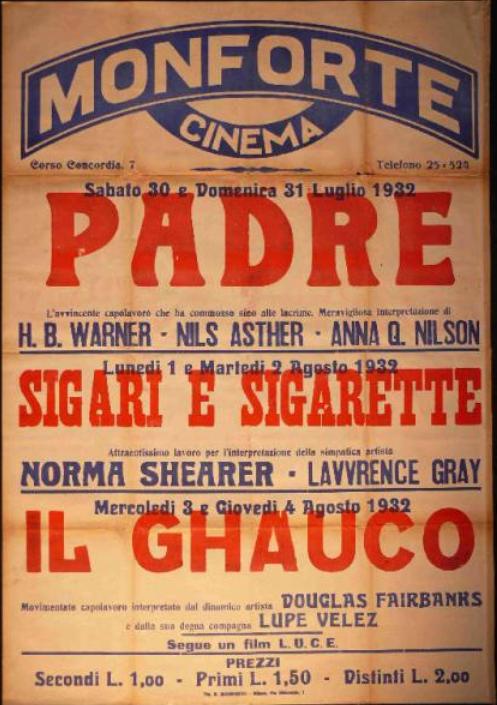 MONFORTE
CINEMA
Corso Concordia, 7
Telefono 25-524
Sabato 30 e Domenica 31 Luglio 1932
PADRE
L'avvincente capolavoro che ha commosso sino alle lacrime. Meravigliosa interpretazione di
H. B. WARNER - NILS ASTHER - ANNA Q. NILSON
Lunedì 1 e Martedì 2 Agosto 1932
SIGARI E SIGARETTE
Attraentissimo lavoro per l'interpretazione della simpatica artista
NORMA SHEARER - LAVVRENCE GRAY
Mercoledì 3 e Giovedì 4 Agosto 1932
IL GHAUCO
Movimentato capolavoro interpretato dal dinamico artista DOUGLAS FAIRBANKS
e dalla sua degna compagna LUPE VELEZ
Segue un film L.U.C.E.
PREZZI
Secondi L. 1,00 - Primi L. 1,50 - Distinti L. 2,00